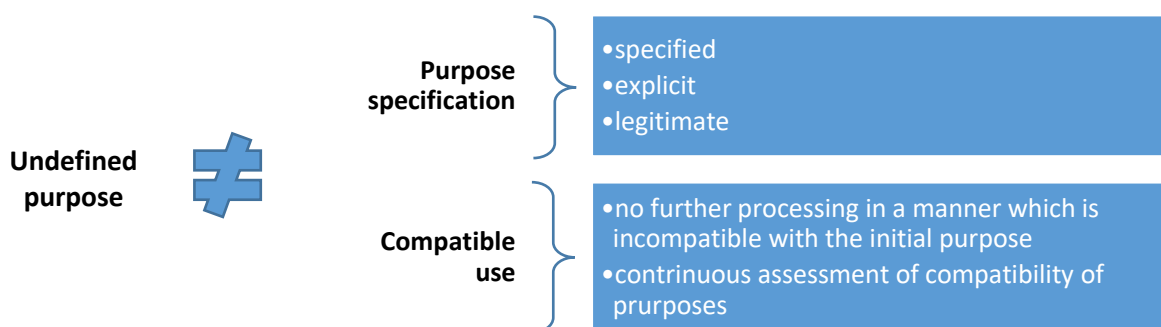 Undefined
purpose
Purpose
specification
•specified
•explicit
•legitimate
Compatible
use
•no further processing in a manner which is
incompatible with the initial purpose
•contrinuous assessment of compatibility of
prurposes